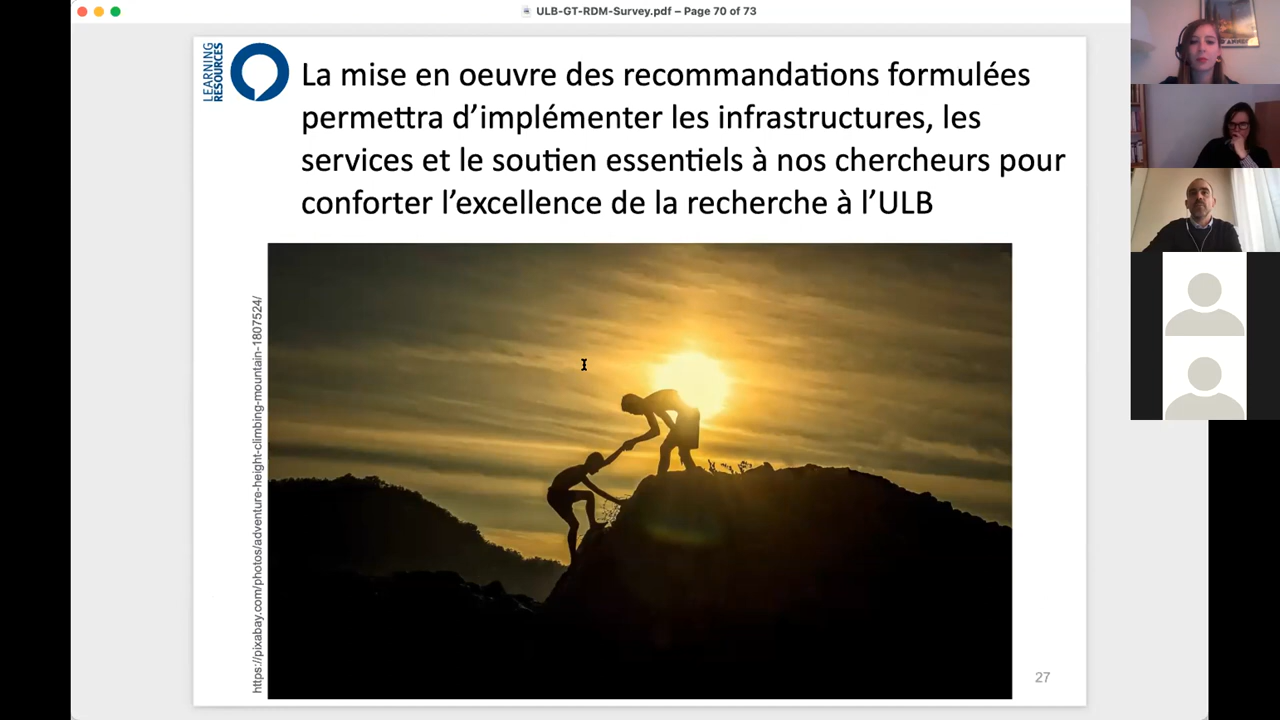 ULB-GT-RDM-Survey.pdf – Page 70 of 73
LEARNING
RESOURCES
La mise en oeuvre des recommandations formulées
permettra d’implémenter les infrastructures, les
services et le soutien essentiels à nos chercheurs pour
conforter l’excellence de la recherche à l’ULB
https://pixabay.com/photos/adventure-height-climbing-mountain-1807524/
27